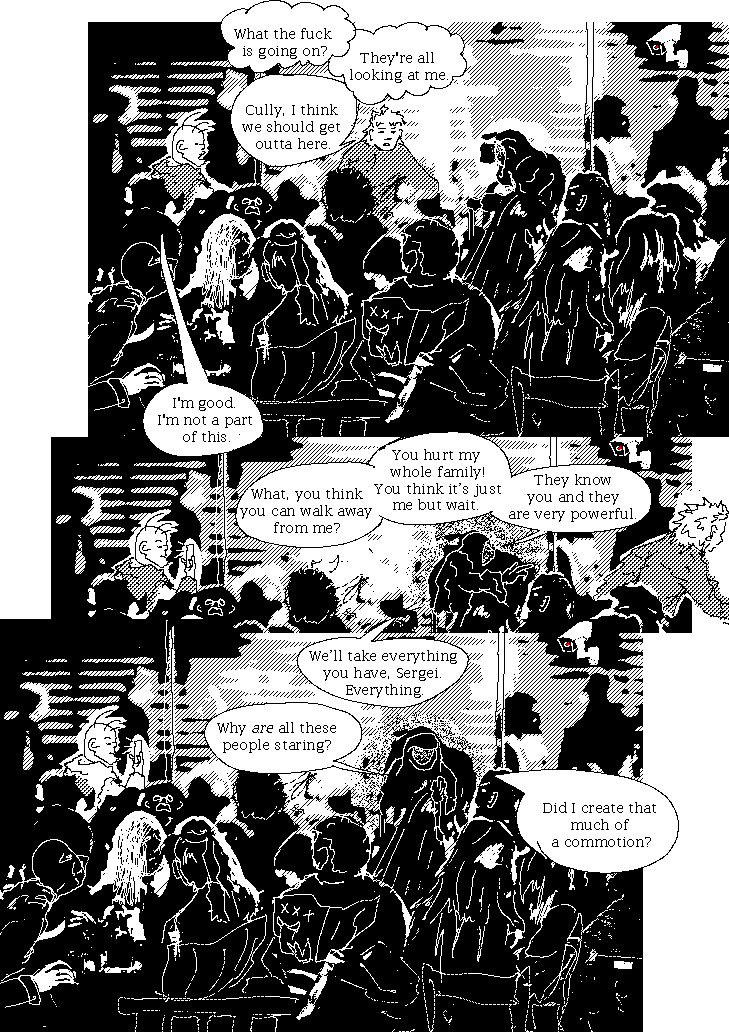 What the fuck
is going on?
They're all
looking at me.
Cully, I think
we should get
outta here.
I'm good.
I'm not a part
of this.
You hurt my
whole family!
You think it's just
me but wait.
What, you think
you can walk away
from me?
They know
you and they
are very powerful.
We'll take everything
you have, Sergei.
Everything.
Why are all these
people staring?
Did I create that
much of
a commotion?